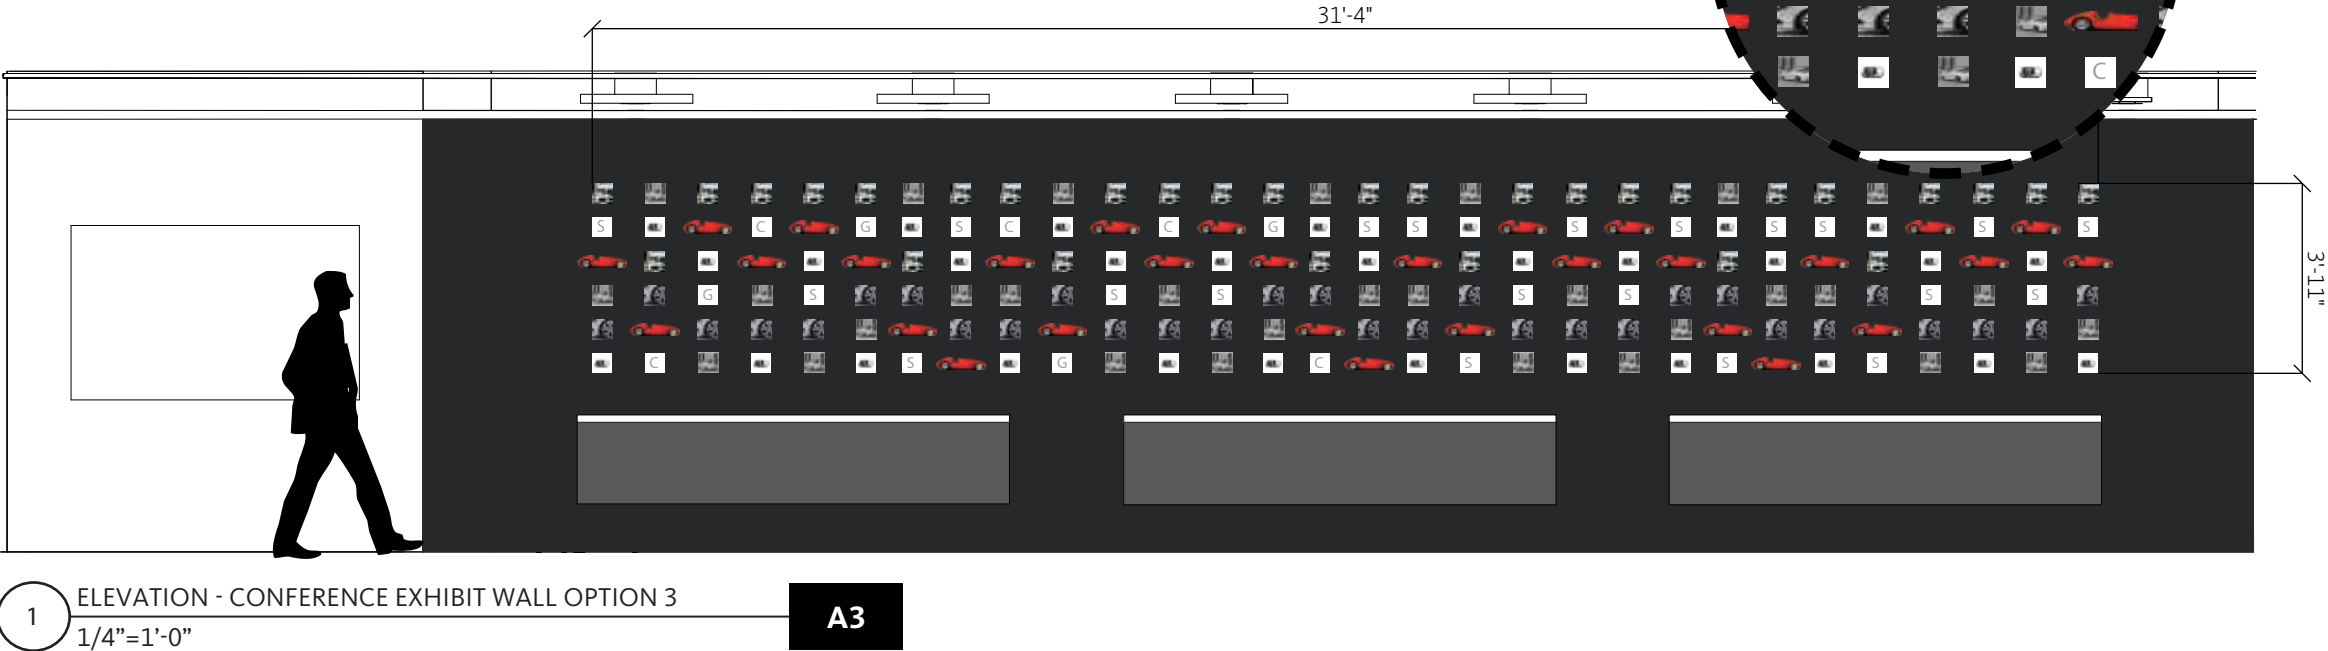 31'-4"
C
S C G S C C G S S S S S S S S
3'-11"
G S S S S S S S
C S G C S S S
1
ELEVATION - CONFERENCE EXHIBIT WALL OPTION 3
A3
1/4”=1’-0”